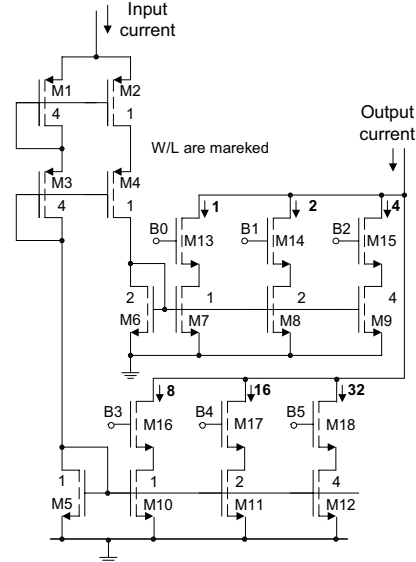 Input
current
M1
M2
4
1
W/L are mareked
Output
current
M3
M4
4
1
1
2
4
B0
M13
B1
M14
B2
M15
2
1
2
4
M6
M7
M8
M9
8
16
32
B3
M16
B4
M17
B5
M18
1
1
2
4
M5
M10
M11
M12